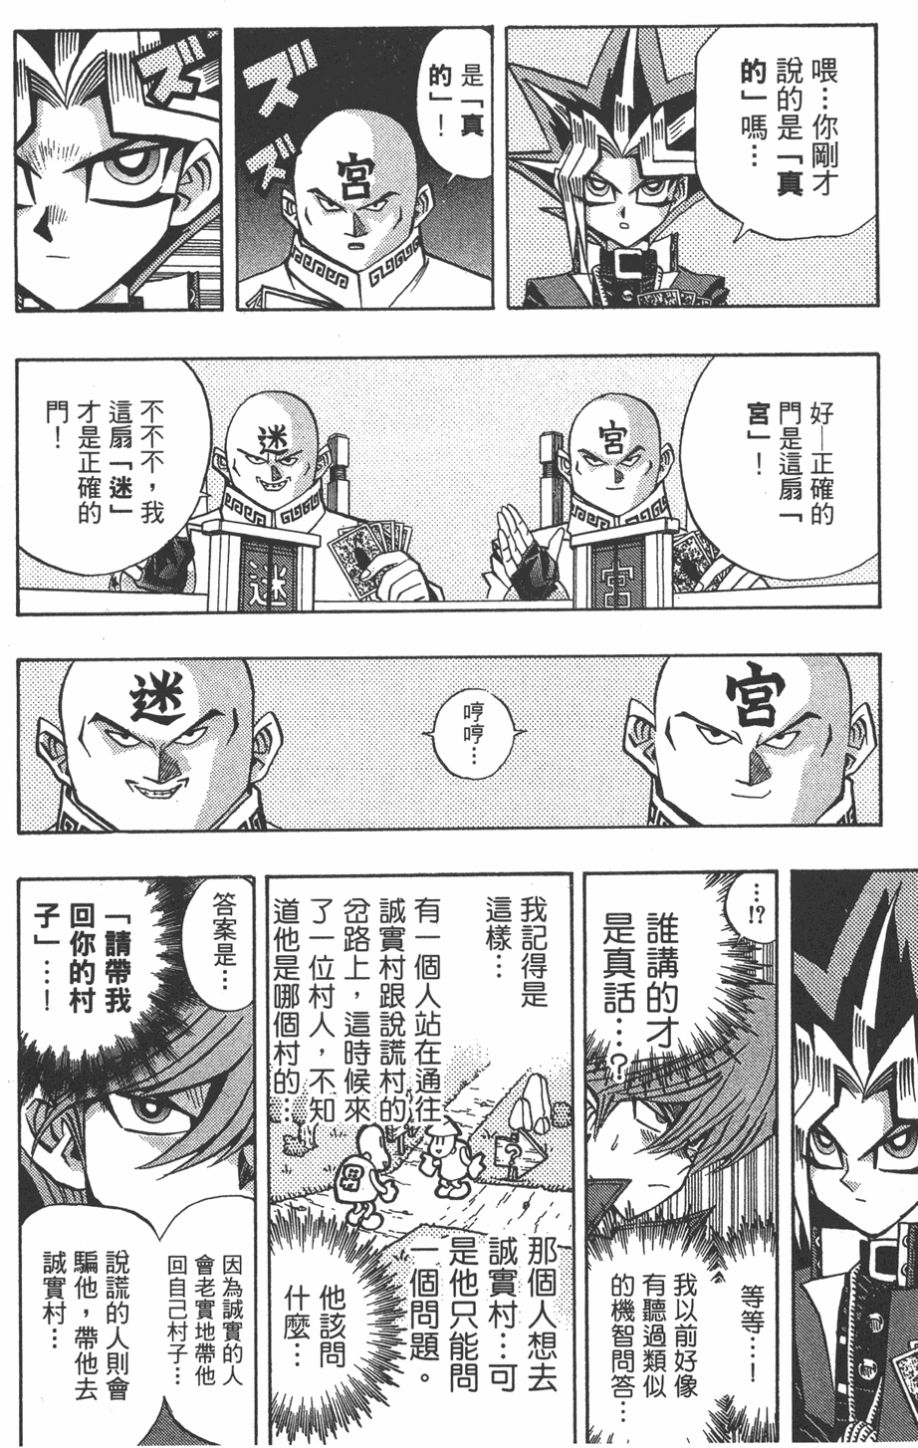 喂…你剛才
說的是「真
的」嗎…
是「真
的」！
宮
ズ
ズ
ズ
好─正確的
門是這扇「
宮」！
宮
宮
不不不，我
這扇「迷」
才是正確的
門！
迷
迷
宮
哼哼…
迷
…!?
誰講的才
是真話…？
等等…！
我以前好像
有聽過類似
的機智問答…
我記得是
這樣…
有一個人站在通往
誠實村跟說謊村的
岔路上，這時候來
了一位村人，不知
道他是哪個村的…
?
那個人想去
誠實村…可
是他只能問
一個問題。
他該問
什麼…
答案是…
「請帶我
回你的村
子」…！
因為誠實的人
會老實地帶他
回自己村子…
說謊的人則會
騙他，帶他去
誠實村…